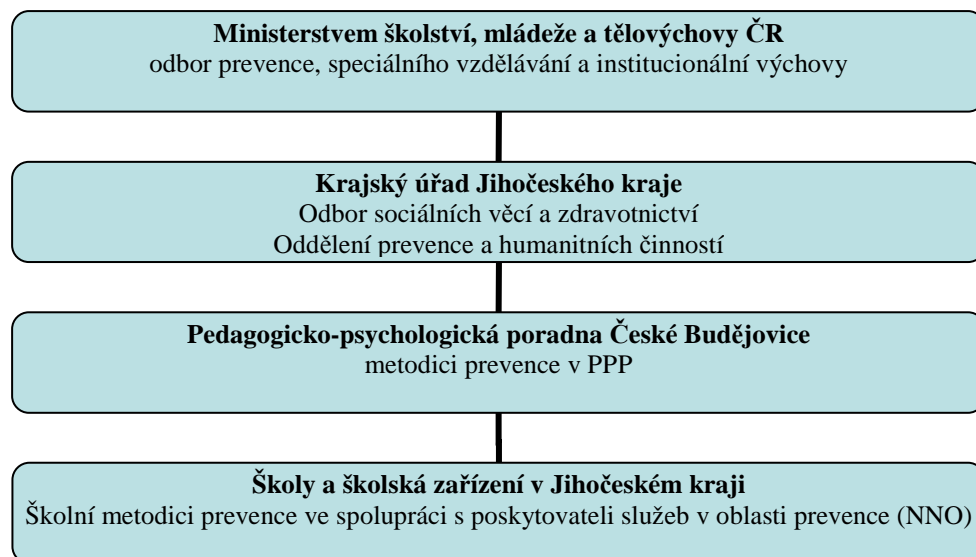 Ministerstvem školství, mládeže a tělovýchovy ČR
odbor prevence, speciálního vzdělávání a institucionální výchovy
Krajský úřad Jihočeského kraje
Odbor sociálních věcí a zdravotnictví
Oddělení prevence a humanitních činností
Pedagogicko-psychologická poradna České Budějovice
metodici prevence v PPP
Školy a školská zařízení v Jihočeském kraji
Školní metodici prevence ve spolupráci s poskytovateli služeb v oblasti prevence (NNO)